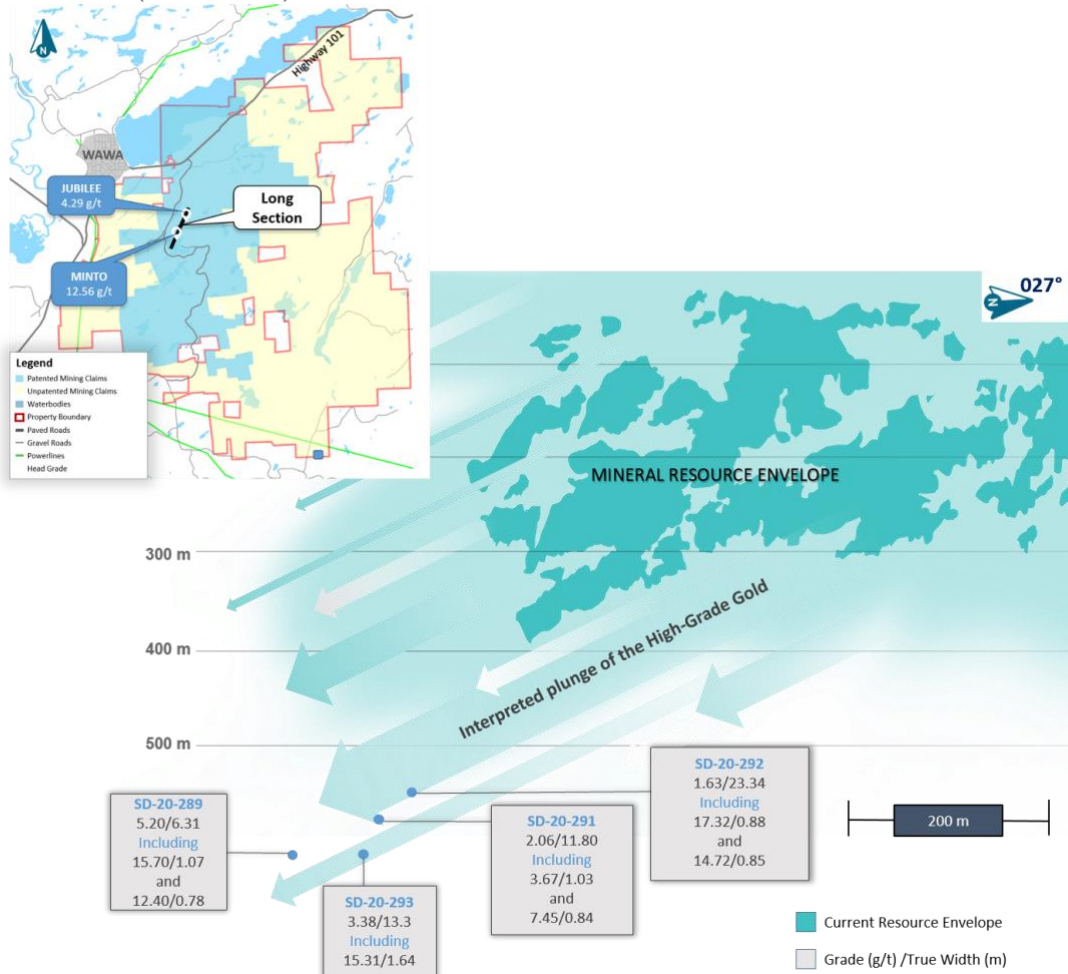 N
Highway 101
WAWA
JUBILEE
4.29 g/t
Long
Section
MINTO
12.56 g/t
Legend
Patented Mining Claims
Unpatented Mining Claims
Waterbodies
Property Boundary
Paved Roads
Gravel Roads
Powerlines
Head Grade
N
027°
MINERAL RESOURCE ENVELOPE
300 m
400 m
Interpreted plunge of the High-Grade Gold
500 m
SD-20-292
1.63/23.34
Including
17.32/0.88
and
14.72/0.85
SD-20-289
5.20/6.31
Including
15.70/1.07
and
12.40/0.78
SD-20-291
2.06/11.80
Including
3.67/1.03
and
7.45/0.84
200 m
SD-20-293
3.38/13.3
Including
15.31/1.64
Current Resource Envelope
Grade (g/t) /True Width (m)